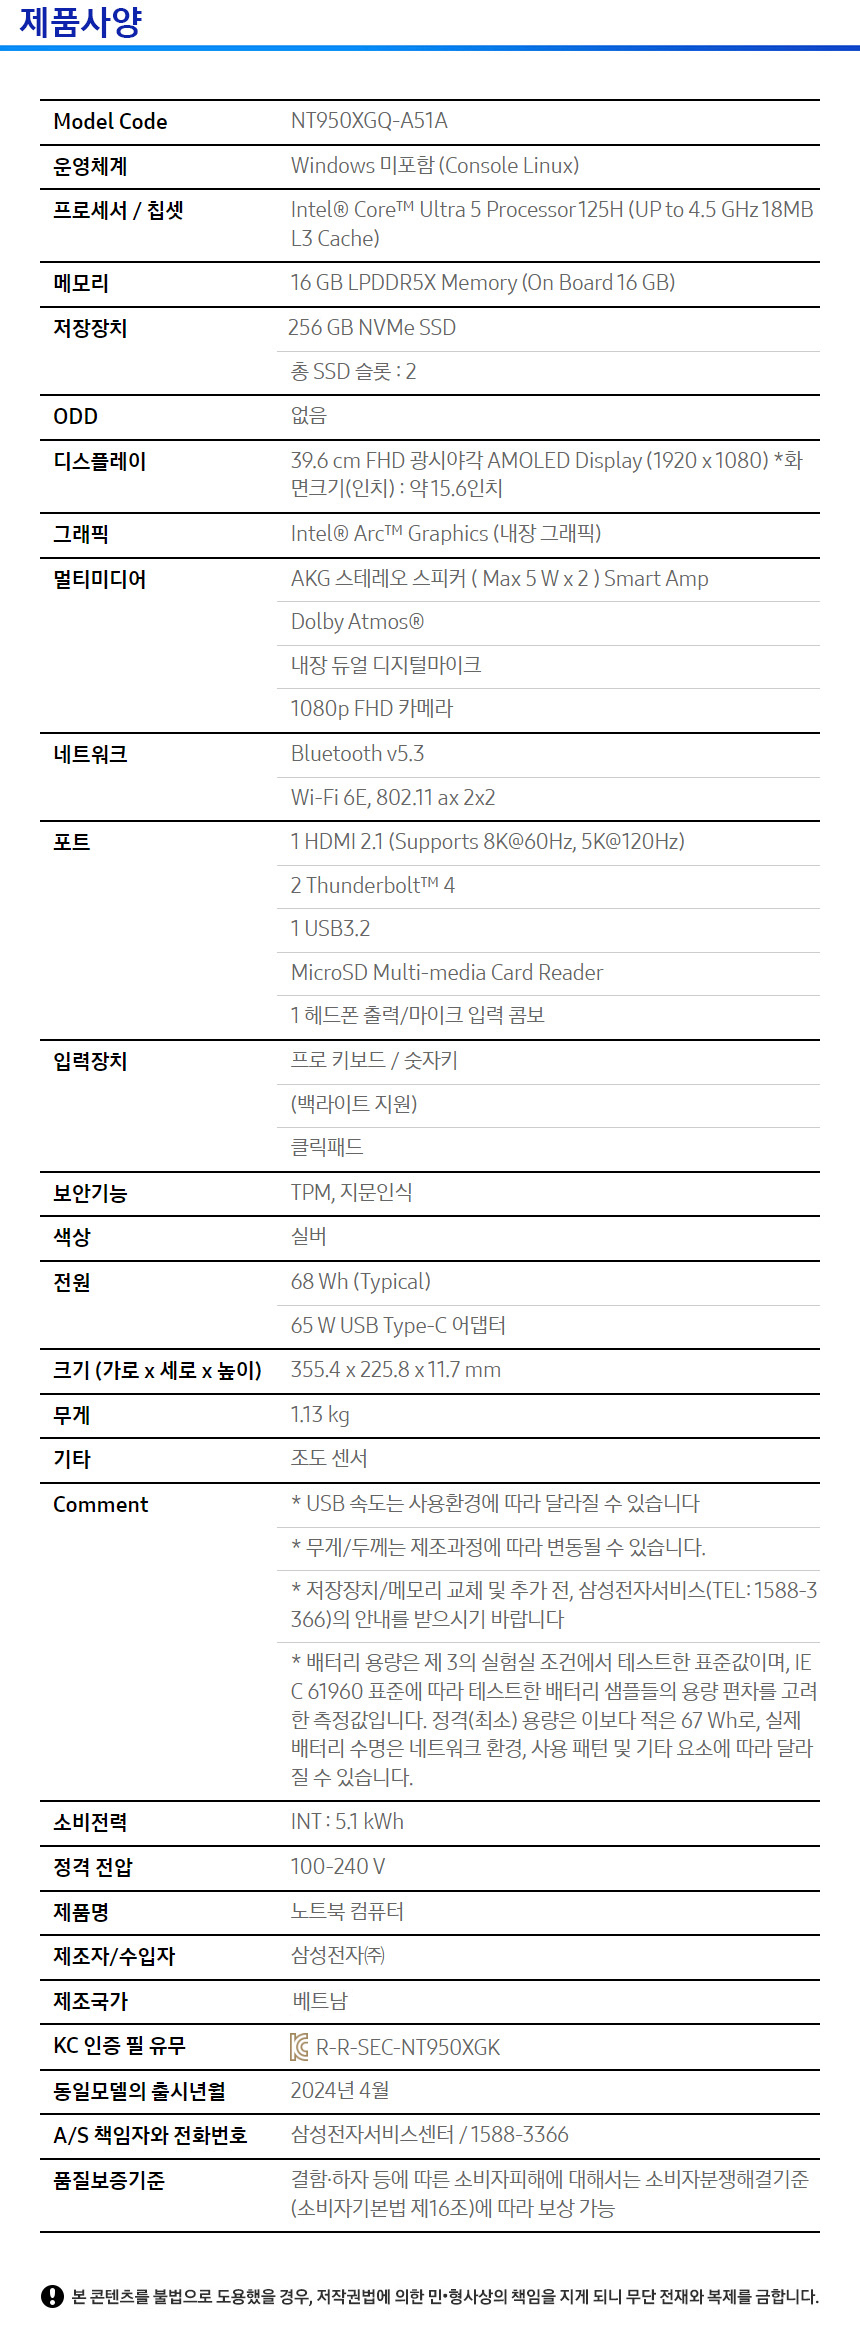 제품사양
Model Code NT950XGQ-A51A
운영체계 Windows 미포함 (Console Linux)
프로세서 / 칩셋 Intel® Core™ Ultra 5 Processor 125H (UP to 4.5 GHz 18MB
L3 Cache)
메모리 16 GB LPDDR5X Memory (On Board 16 GB)
저장장치 256 GB NVMe SSD
총 SSD 슬롯 : 2
ODD 없음
디스플레이 39.6 cm FHD 광시야각 AMOLED Display (1920 x 1080) *화
면크기(인치) : 약 15.6인치
그래픽 Intel® Arc™ Graphics (내장 그래픽)
멀티미디어 AKG 스테레오 스피커 ( Max 5 W x 2 ) Smart Amp
Dolby Atmos®
내장 듀얼 디지털마이크
1080p FHD 카메라
네트워크 Bluetooth v5.3
Wi-Fi 6E, 802.11 ax 2x2
포트 1 HDMI 2.1 (Supports 8K@60Hz, 5K@120Hz)
2 Thunderbolt™ 4
1 USB3.2
MicroSD Multi-media Card Reader
1 헤드폰 출력/마이크 입력 콤보
입력장치 프로 키보드 / 숫자키
(백라이트 지원)
클릭패드
보안기능 TPM, 지문인식
색상 실버
전원 68 Wh (Typical)
65 W USB Type-C 어댑터
크기 (가로 x 세로 x 높이) 355.4 x 225.8 x 11.7 mm
무게 1.13 kg
기타 조도 센서
Comment * USB 속도는 사용환경에 따라 달라질 수 있습니다
* 무게/두께는 제조과정에 따라 변동될 수 있습니다.
* 저장장치/메모리 교체 및 추가 전, 삼성전자서비스(TEL: 1588-3
366)의 안내를 받으시기 바랍니다
* 배터리 용량은 제 3의 실험실 조건에서 테스트한 표준값이며, IE
C 61960 표준에 따라 테스트한 배터리 샘플들의 용량 편차를 고려
한 측정값입니다. 정격(최소) 용량은 이보다 적은 67 Wh로, 실제
배터리 수명은 네트워크 환경, 사용 패턴 및 기타 요소에 따라 달라
질 수 있습니다.
소비전력 INT : 5.1 kWh
정격 전압 100-240 V
제품명 노트북 컴퓨터
제조자/수입자 삼성전자㈜
제조국가 베트남
KC 인증 필 유무 KC R-R-SEC-NT950XGK
동일모델의 출시년월 2024년 4월
A/S 책임자와 전화번호 삼성전자서비스센터 / 1588-3366
품질보증기준 결함·하자 등에 따른 소비자피해에 대해서는 소비자분쟁해결기준
(소비자기본법 제16조)에 따라 보상 가능
본 콘텐츠를 불법으로 도용했을 경우, 저작권법에 의한 민•형사상의 책임을 지게 되니 무단 전재와 복제를 금합니다.